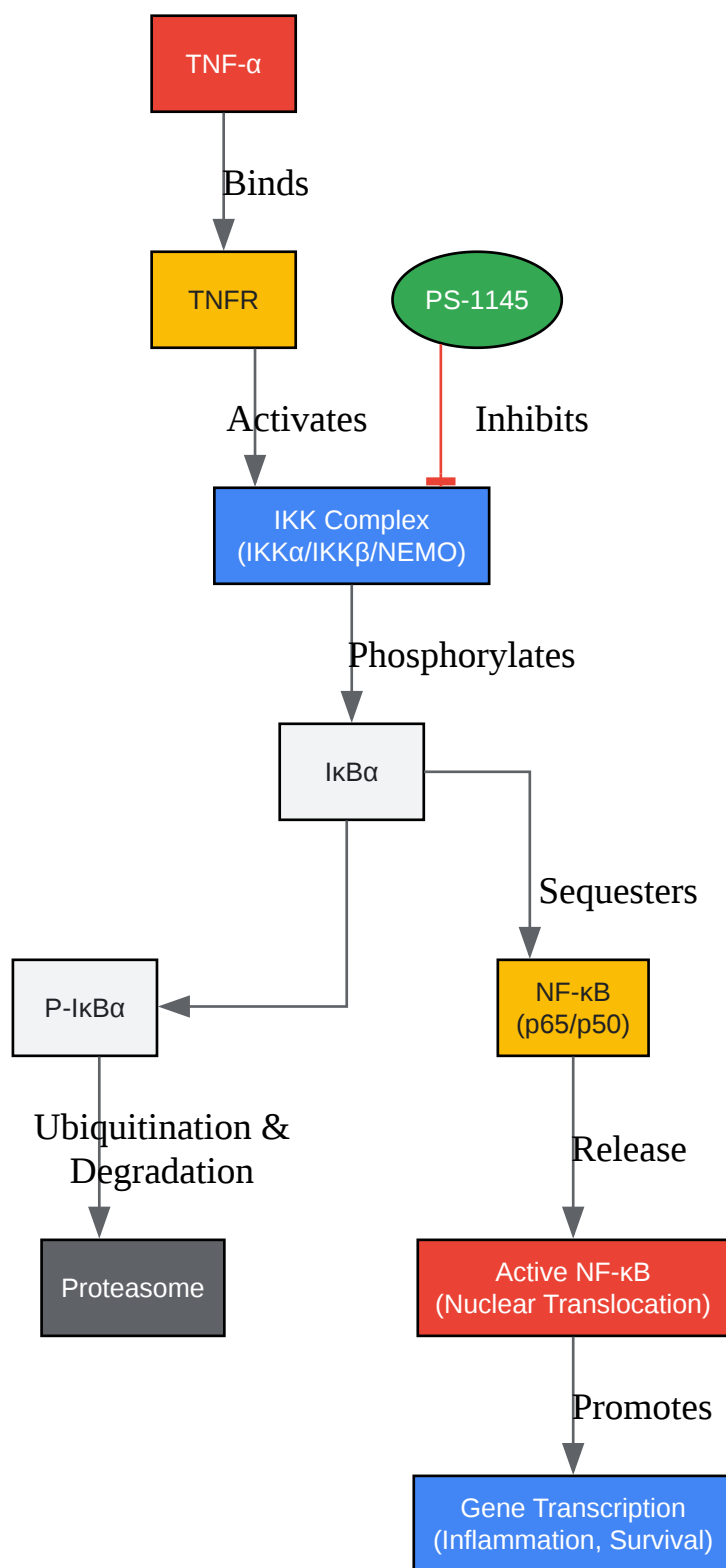 TNF-α
Binds
TNFR
PS-1145
Activates
Inhibits
IKK Complex
(IKKα/IKKβ/NEMO)
Phosphorylates
IκBα
Sequesters
P-IκBα
NF-κB
(p65/p50)
Ubiquitination &
Degradation
Release
Proteasome
Active NF-κB
(Nuclear Translocation)
Promotes
Gene Transcription
(Inflammation, Survival)